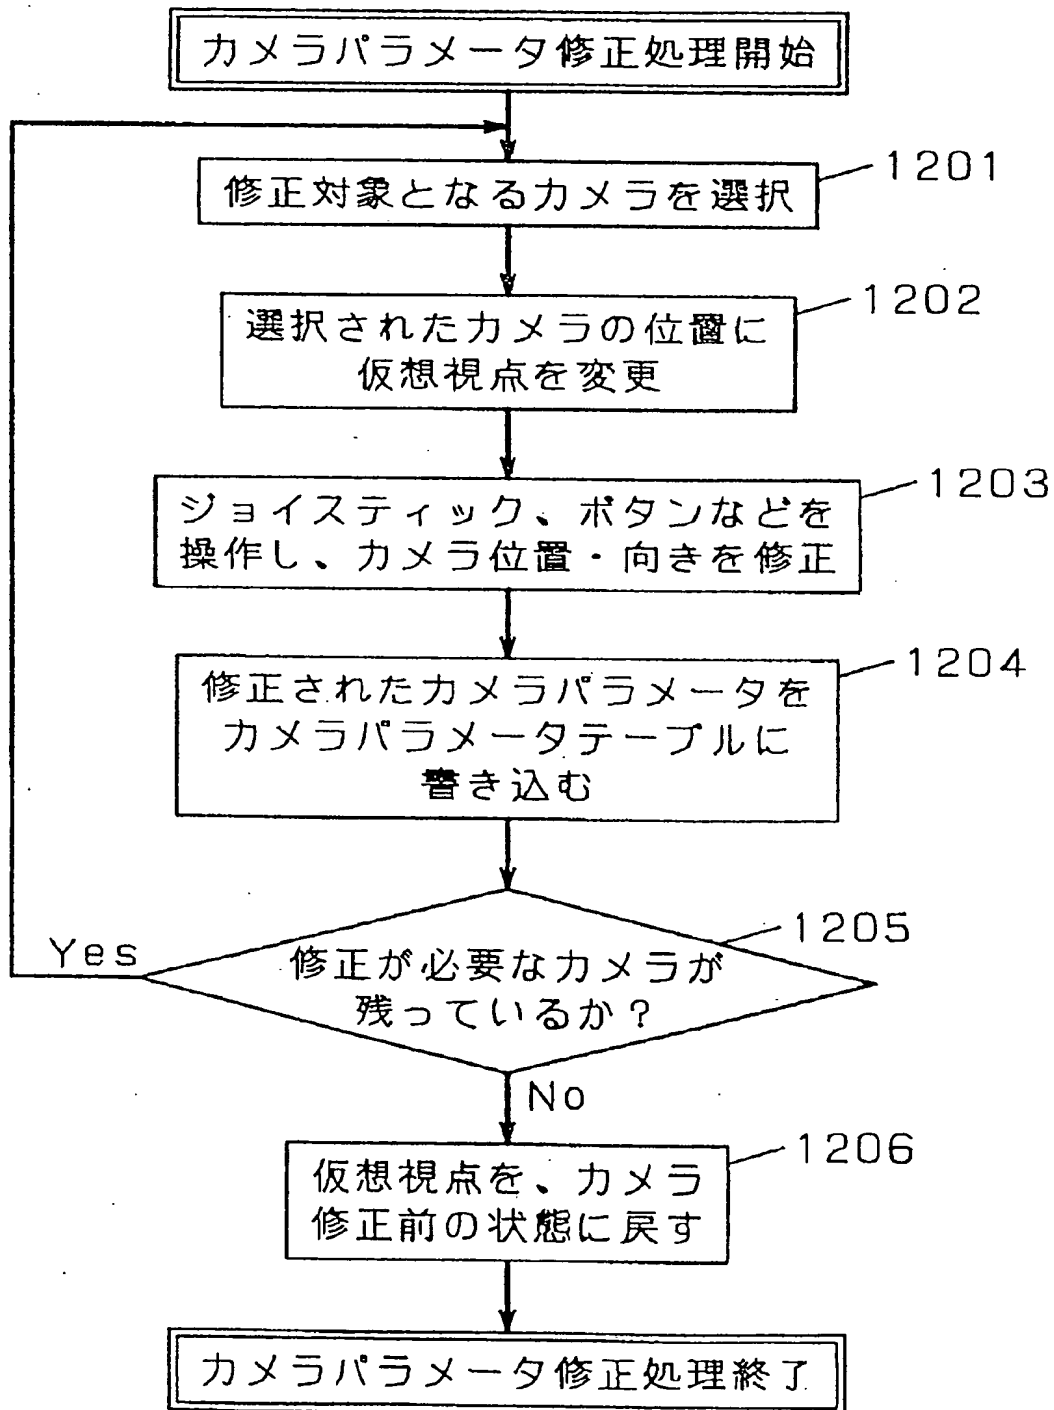 カメラパラメータ修正処理開始
1201
修正対象となるカメラを選択
1202
選択されたカメラの位置に
仮想視点を変更
1203
ジョイスティック、ボタンなどを
操作し、カメラ位置・向きを修正
1204
修正されたカメラパラメータを
カメラパラメータテーブルに
書き込む
1205
Yes
修正が必要なカメラが
残っているか？
No
1206
仮想視点を、カメラ
修正前の状態に戻す
カメラパラメータ修正処理終了